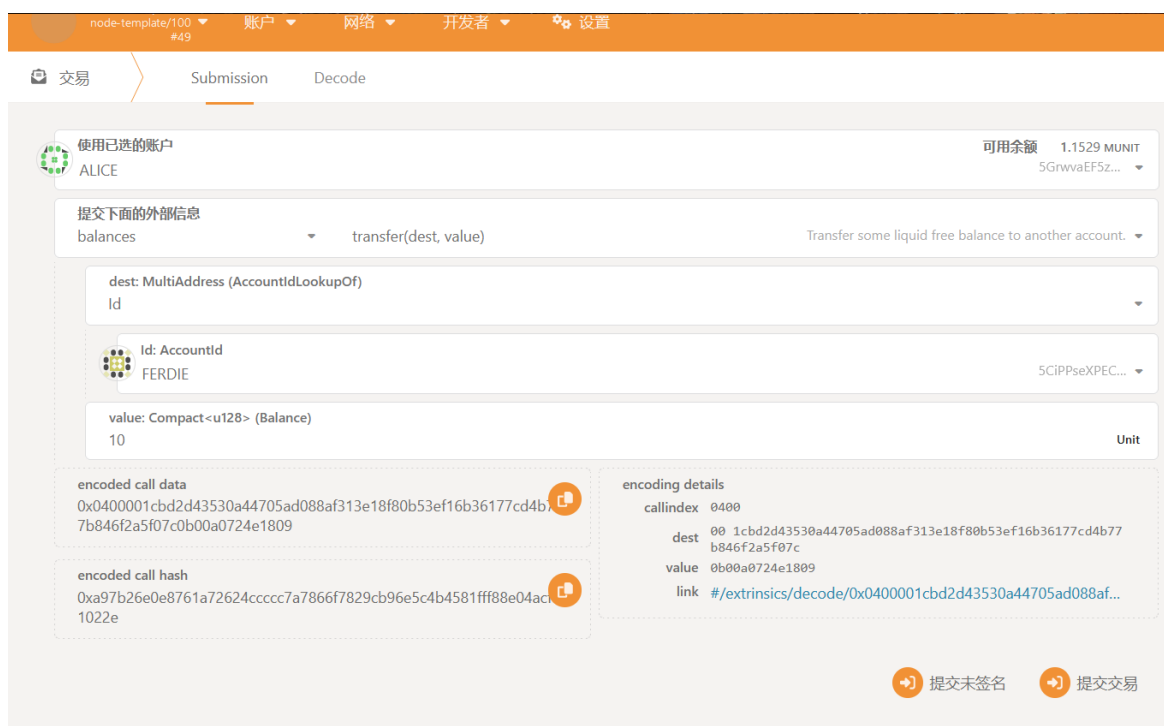 node-template/100 账户 网络 开发者 设置
#49
交易 Submission Decode
使用已选的账户 可用余额 1.1529 MUNIT
ALICE 5GrwvaEF5z...
提交下面的外部信息
balances transfer(dest, value) Transfer some liquid free balance to another account.
dest: MultiAddress (AccountIdLookupOf)
Id
Id: AccountId
FERDIE 5CiPPseXPEC...
value: Compact<u128> (Balance)
10 Unit
encoded call data
0x0400001cbd2d43530a44705ad088af313e18f80b53ef16b36177cd4b7
7b846f2a5f07c0b00a0724e1809
encoded call hash
0xa97b26e0e8761a72624ccccc7a7866f7829cb96e5c4b4581fff88e04ac
1022e
encoding details
callindex 0400
dest 00 1cbd2d43530a44705ad088af313e18f80b53ef16b36177cd4b77
b846f2a5f07c
value 0b00a0724e1809
link #/extrinsics/decode/0x0400001cbd2d43530a44705ad088af...
提交未签名 提交交易